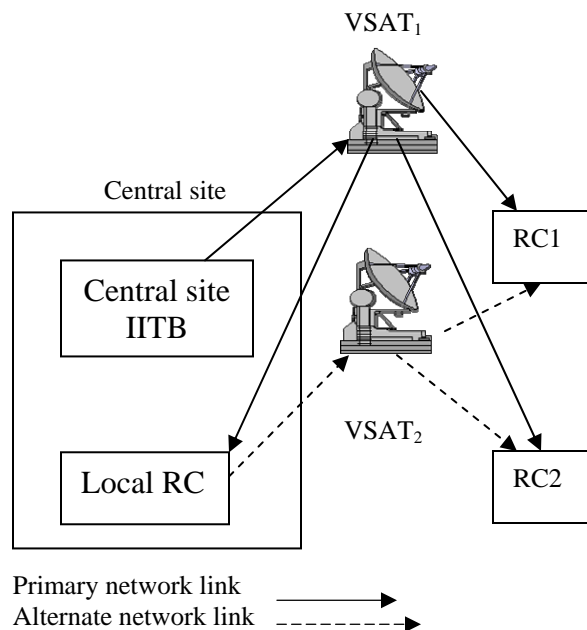 VSAT₁
Central site
RC1
Central site
IITB
VSAT₂
Local RC
RC2
Primary network link
Alternate network link